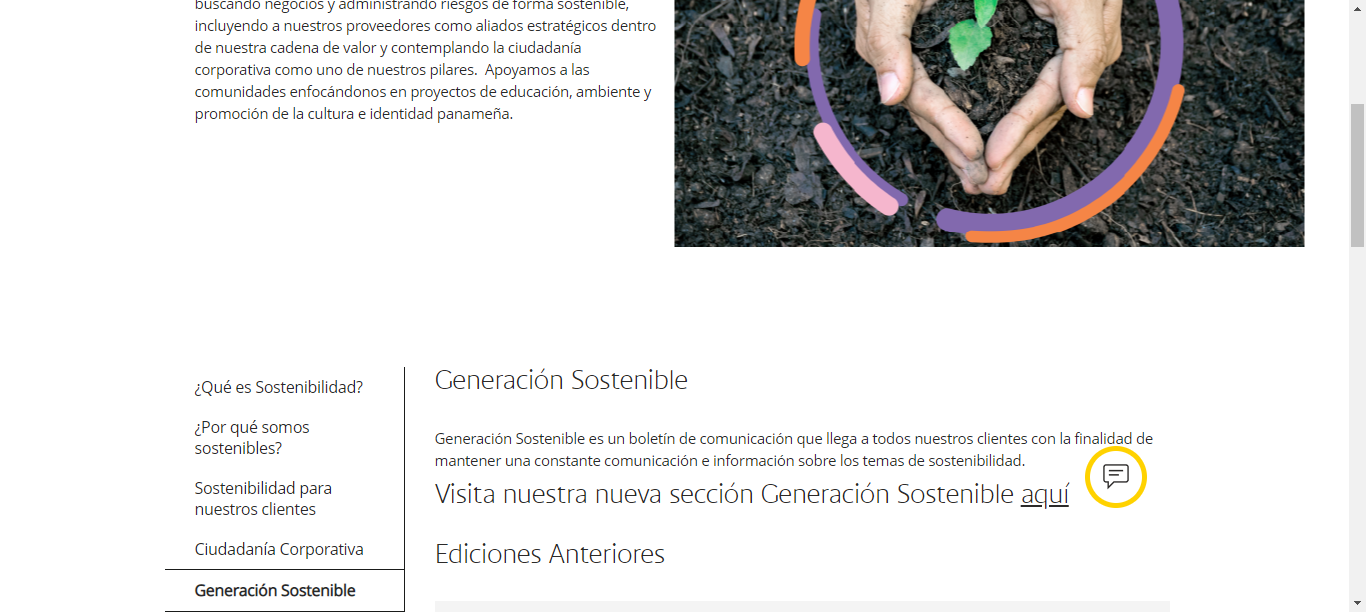 buscando negocios y administrando riesgos de forma sostenible,
incluyendo a nuestros proveedores como aliados estratégicos dentro
de nuestra cadena de valor y contemplando la ciudadanía
corporativa como uno de nuestros pilares. Apoyamos a las
comunidades enfocándonos en proyectos de educación, ambiente y
promoción de la cultura e identidad panameña.
¿Qué es Sostenibilidad?
¿Por qué somos
sostenibles?
Sostenibilidad para
nuestros clientes
Ciudadanía Corporativa
Generación Sostenible
Generación Sostenible
Generación Sostenible es un boletín de comunicación que llega a todos nuestros clientes con la finalidad de
mantener una constante comunicación e información sobre los temas de sostenibilidad.
Visita nuestra nueva sección Generación Sostenible aquí
Ediciones Anteriores